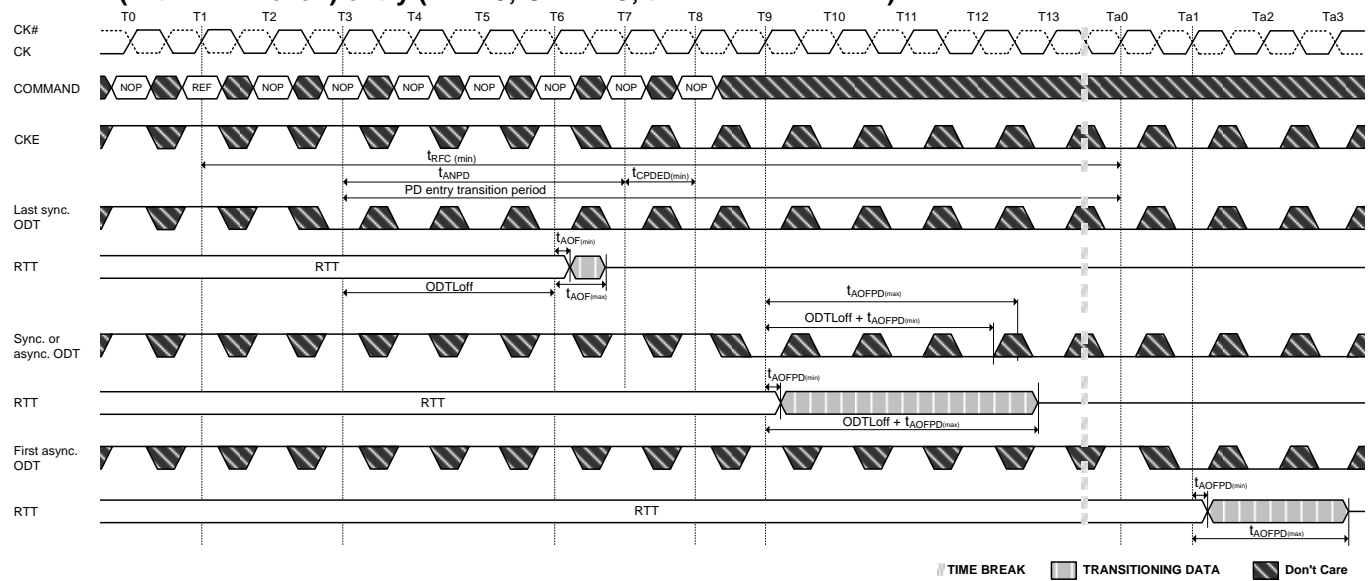 T0 T1 T2 T3 T4 T5 T6 T7 T8 T9 T10 T11 T12 T13 Ta0 Ta1 Ta2 Ta3
CK#
CK
COMMAND NOP REF NOP NOP NOP NOP NOP NOP NOP
CKE
tRFC (min)
tANPD tCPDED(min)
PD entry transition period
Last sync.
ODT
tAOF(min)
RTT RTT
ODTLoff tAOF(max)
tAOFPD(max)
ODTLoff + tAOFPD(min)
Sync. or
async. ODT
tAOFPD(min)
RTT RTT
ODTLoff + tAOFPD(max)
First async.
ODT
tAOFPD(min)
RTT RTT
tAOFPD(max)
TIME BREAK TRANSITIONING DATA Don't Care